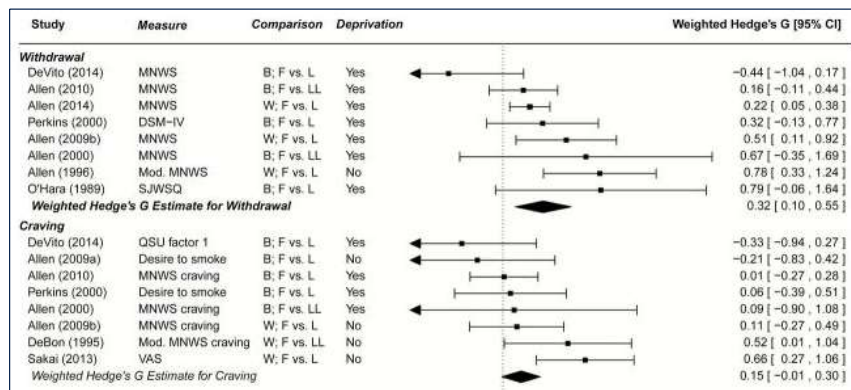 Study Measure Comparison Deprivation Weighted Hedge's G [95% CI]
Withdrawal
DeVito (2014) MNWS B; F vs. L Yes −0.44 [ −1.04 , 0.17 ]
Allen (2010) MNWS B; F vs. LL Yes 0.16 [ −0.11 , 0.44 ]
Allen (2014) MNWS W; F vs. L Yes 0.22 [ 0.05 , 0.38 ]
Perkins (2000) DSM−IV B; F vs. L Yes 0.32 [ −0.13 , 0.77 ]
Allen (2009b) MNWS W; F vs. L Yes 0.51 [ 0.11 , 0.92 ]
Allen (2000) MNWS B; F vs. LL Yes 0.67 [ −0.35 , 1.69 ]
Allen (1996) Mod. MNWS W; F vs. L No 0.78 [ 0.33 , 1.24 ]
O'Hara (1989) SJWSQ B; F vs. L Yes 0.79 [ −0.06 , 1.64 ]
Weighted Hedge's G Estimate for Withdrawal 0.32 [ 0.10 , 0.55 ]
Craving
DeVito (2014) QSU factor 1 B; F vs. L Yes −0.33 [ −0.94 , 0.27 ]
Allen (2009a) Desire to smoke B; F vs. L No −0.21 [ −0.83 , 0.42 ]
Allen (2010) MNWS craving B; F vs. L Yes 0.01 [ −0.27 , 0.28 ]
Perkins (2000) Desire to smoke B; F vs. L Yes 0.06 [ −0.39 , 0.51 ]
Allen (2000) MNWS craving B; F vs. LL Yes 0.09 [ −0.90 , 1.08 ]
Allen (2009b) MNWS craving W; F vs. L No 0.11 [ −0.27 , 0.49 ]
DeBon (1995) Mod. MNWS craving W; F vs. LL No 0.52 [ 0.01 , 1.04 ]
Sakai (2013) VAS W; F vs. L No 0.66 [ 0.27 , 1.06 ]
Weighted Hedge's G Estimate for Craving 0.15 [ −0.01 , 0.30 ]